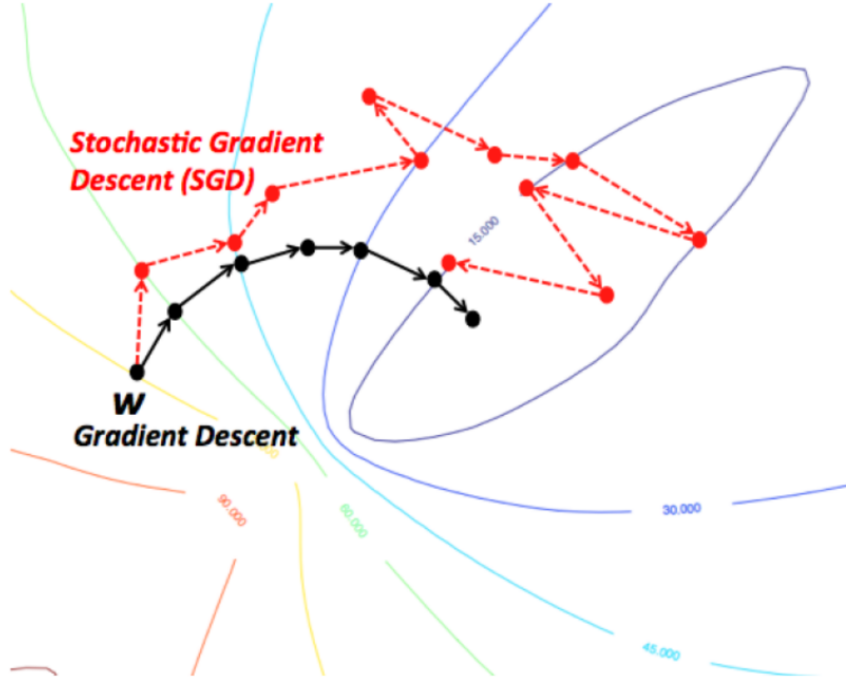 Stochastic Gradient
Descent (SGD)
15.000
W
Gradient Descent
90.000
60.000
30.000
45.000